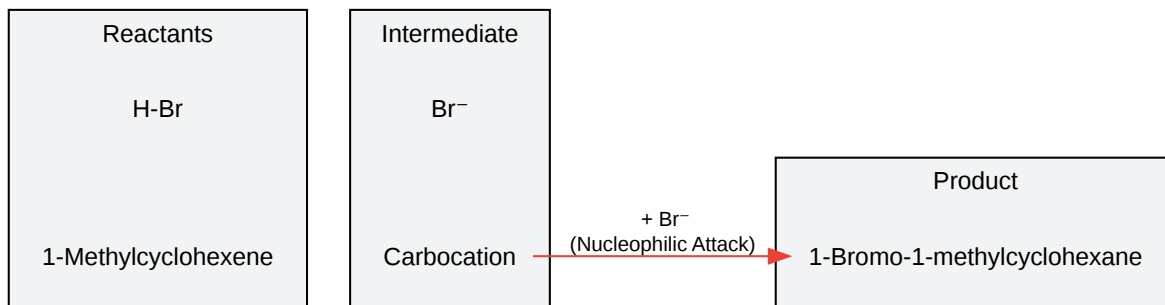 Reactants
H-Br
1-Methylcyclohexene
Intermediate
Br⁻
Carbocation
+ Br⁻
(Nucleophilic Attack)
Product
1-Bromo-1-methylcyclohexane